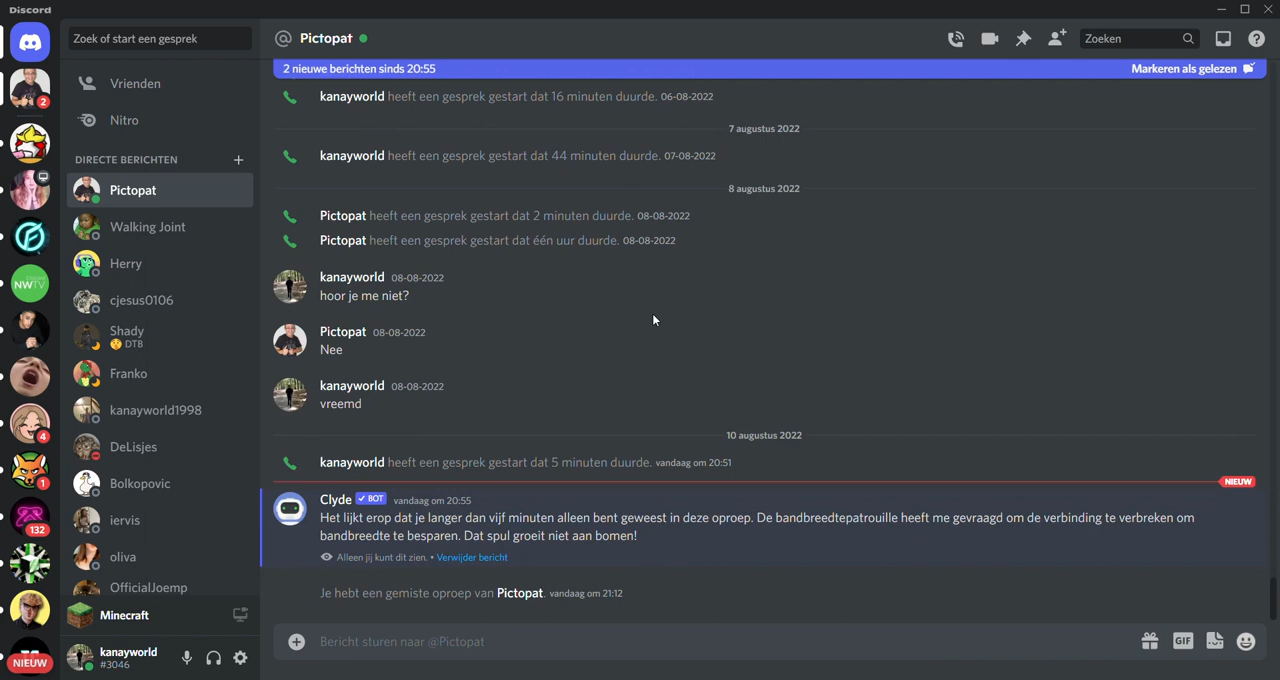 Discord
Zoek of start een gesprek
Pictopat
Zoeken
2 nieuwe berichten sinds 20:55
Markeren als gelezen
Vrienden
Nitro
DIRECTE BERICHTEN
Pictopat
Walking Joint
Herry
cjesus0106
Shady
DTB
Franko
kanayworld1998
DeLisjes
Bolkopovic
iervis
oliva
OfficialJoemp
Minecraft
kanayworld
#3046
2
NWTV
4
1
132
NIEUW
kanayworld heeft een gesprek gestart dat 16 minuten duurde. 06-08-2022
7 augustus 2022
kanayworld heeft een gesprek gestart dat 44 minuten duurde. 07-08-2022
8 augustus 2022
Pictopat heeft een gesprek gestart dat 2 minuten duurde. 08-08-2022
Pictopat heeft een gesprek gestart dat één uur duurde. 08-08-2022
kanayworld 08-08-2022
hoor je me niet?
Pictopat 08-08-2022
Nee
kanayworld 08-08-2022
vreemd
10 augustus 2022
kanayworld heeft een gesprek gestart dat 5 minuten duurde. vandaag om 20:51
NIEUW
Clyde ✓ BOT vandaag om 20:55
Het lijkt erop dat je langer dan vijf minuten alleen bent geweest in deze oproep. De bandbreedtepatrouille heeft me gevraagd om de verbinding te verbreken om
bandbreedte te besparen. Dat spul groeit niet aan bomen!
Alleen jij kunt dit zien. • Verwijder bericht
Je hebt een gemiste oproep van Pictopat. vandaag om 21:12
Bericht sturen naar @Pictopat
GIF